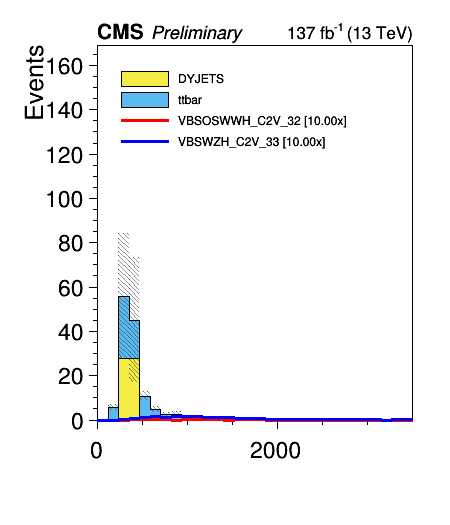 CMS Preliminary 137 fb⁻¹ (13 TeV)
Events
160
140
120
100
80
60
40
20
0
DYJETS
ttbar
VBSOSWWH_C2V_32 [10.00x]
VBSWZH_C2V_33 [10.00x]
0 2000